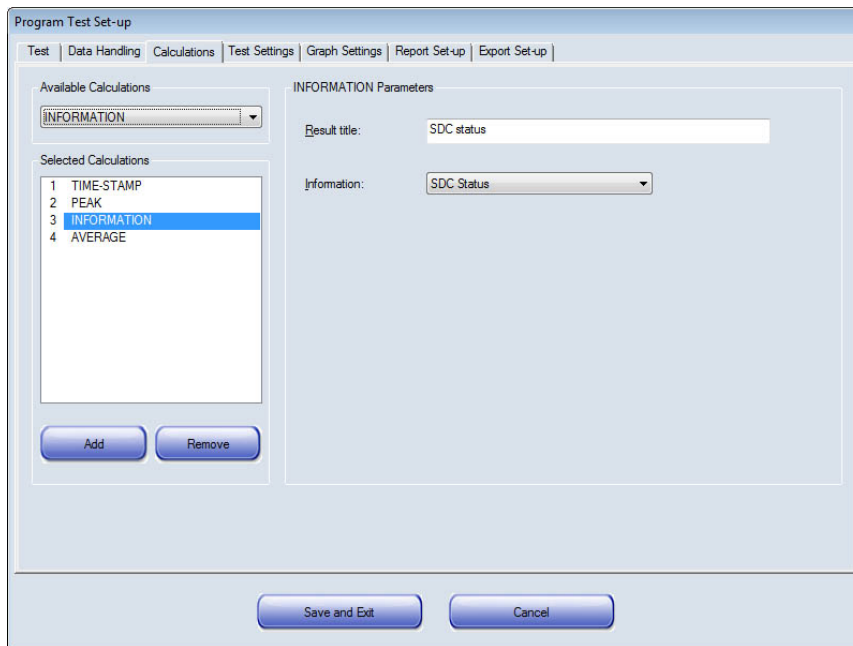 Program Test Set-up
Test Data Handling Calculations Test Settings Graph Settings Report Set-up Export Set-up
Available Calculations
INFORMATION
Selected Calculations
1 TIME-STAMP
2 PEAK
3 INFORMATION
4 AVERAGE
Add Remove
INFORMATION Parameters
Result title: SDC status
Information: SDC Status
Save and Exit Cancel